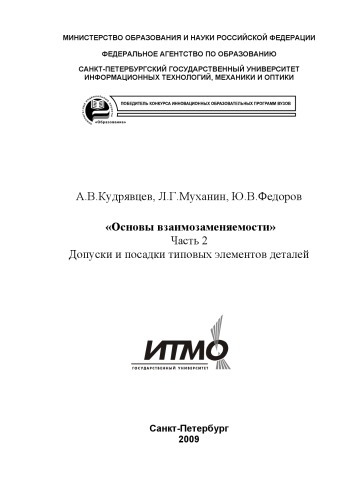 МИНИСТЕРСТВО ОБРАЗОВАНИЯ И НАУКИ РОССИЙСКОЙ ФЕДЕРАЦИИ
ФЕДЕРАЛЬНОЕ АГЕНТСТВО ПО ОБРАЗОВАНИЮ
САНКТ-ПЕТЕРБУРГСКИЙ ГОСУДАРСТВЕННЫЙ УНИВЕРСИТЕТ
ИНФОРМАЦИОННЫХ ТЕХНОЛОГИЙ, МЕХАНИКИ И ОПТИКИ
ПОБЕДИТЕЛЬ КОНКУРСА ИННОВАЦИОННЫХ ОБРАЗОВАТЕЛЬНЫХ ПРОГРАММ ВУЗОВ
«Образование»
А.В.Кудрявцев, Л.Г.Муханин, Ю.В.Федоров
«Основы взаимозаменяемости»
Часть 2
Допуски и посадки типовых элементов деталей
ИТМО
ГОСУДАРСТВЕННЫЙ УНИВЕРСИТЕТ
Санкт-Петербург
2009